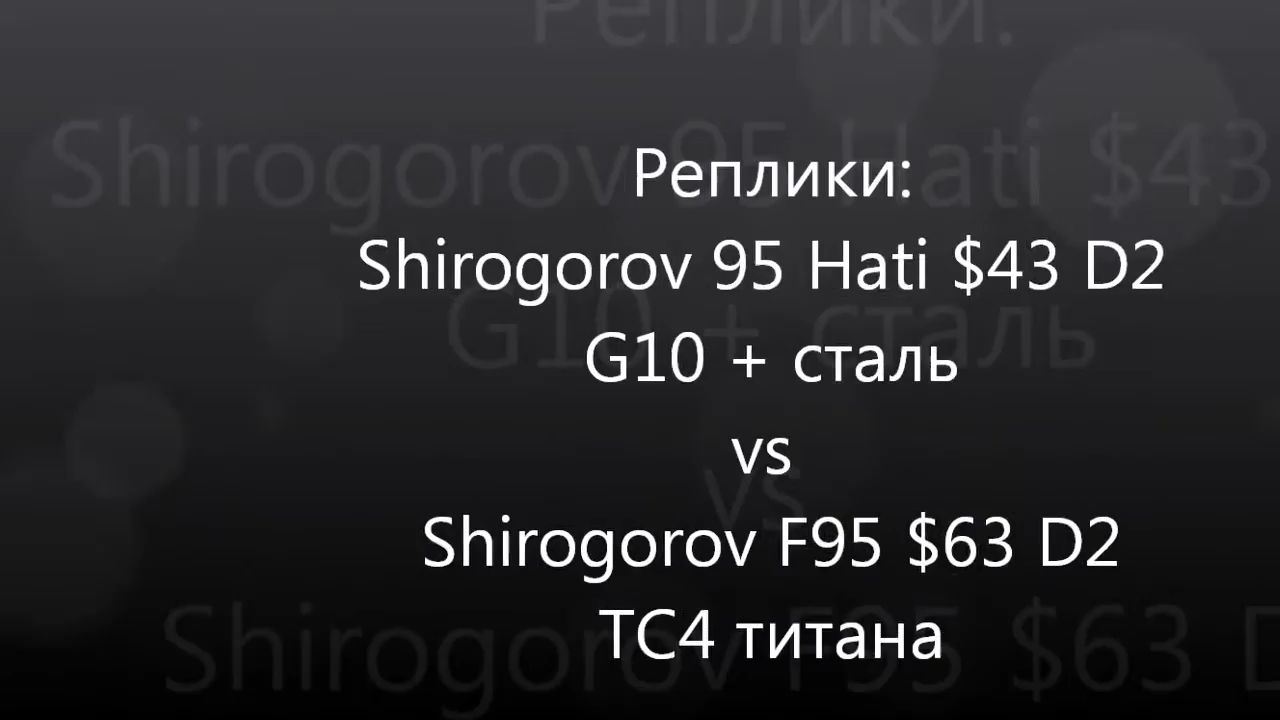 Реплики:
Shirogorov 95 Hati $43 D2
G10 + сталь
vs
Shirogorov F95 $63 D2
TC4 титана